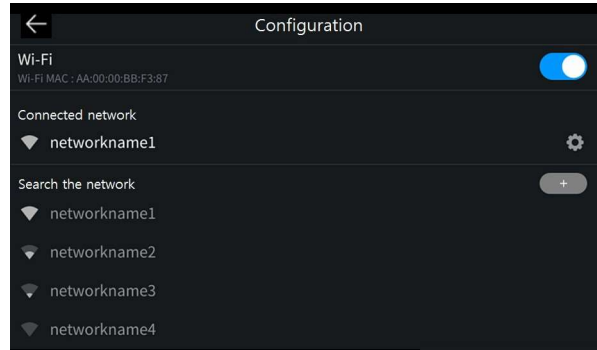 Configuration
Wi-Fi
Wi-Fi MAC : AA:00:00:BB:F3:87
Connected network
networkname1
Search the network
+
networkname1
networkname2
networkname3
networkname4